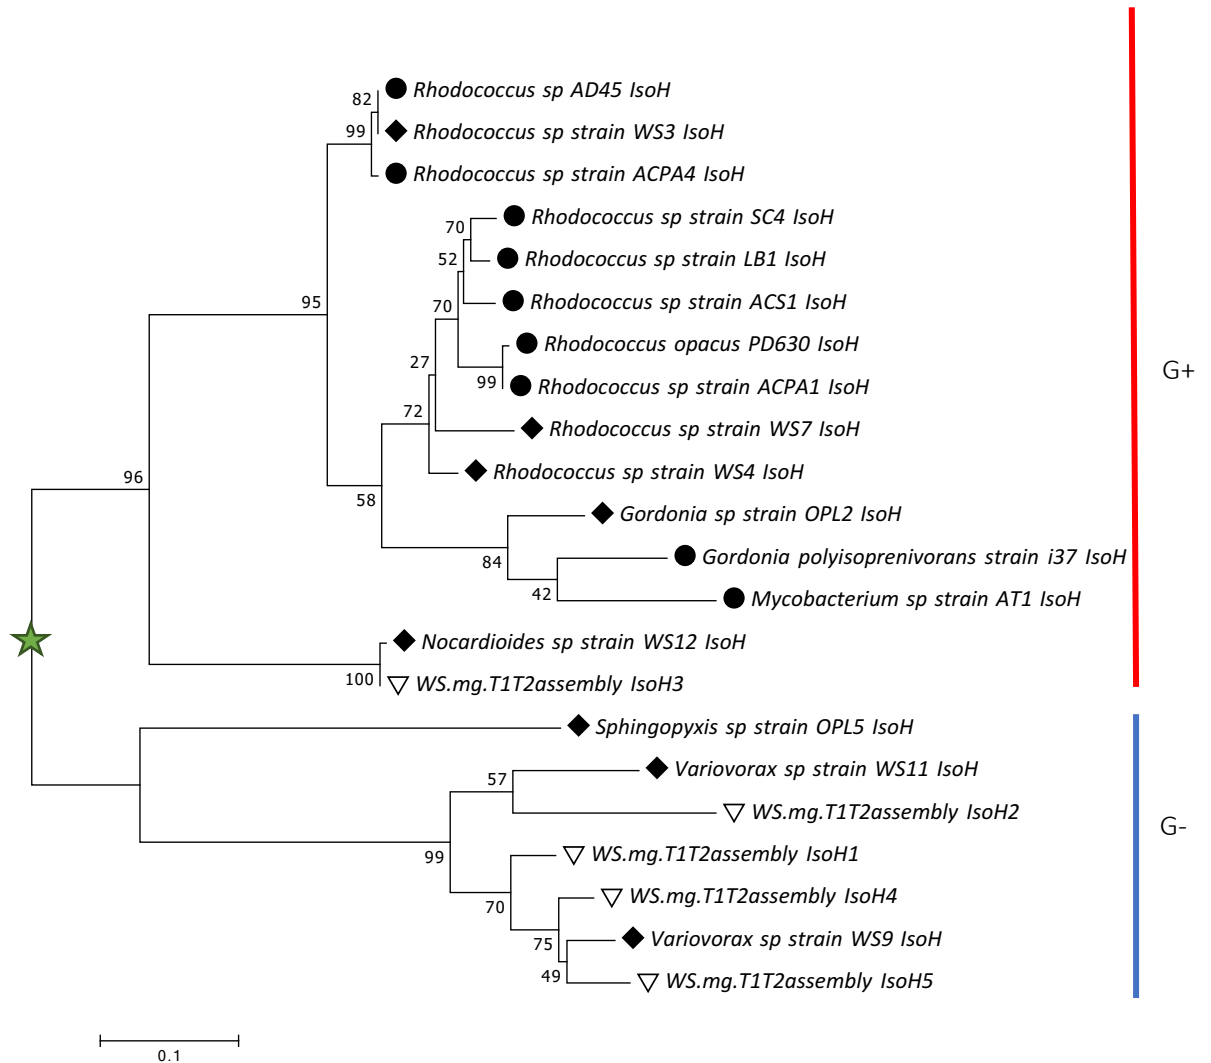 82
Rhodococcus sp AD45 IsoH
99
Rhodococcus sp strain WS3 IsoH
Rhodococcus sp strain ACPA4 IsoH
70
Rhodococcus sp strain SC4 IsoH
52
Rhodococcus sp strain LB1 IsoH
95
70
Rhodococcus sp strain ACS1 IsoH
27
Rhodococcus opacus PD630 IsoH
99
Rhodococcus sp strain ACPA1 IsoH
G+
72
Rhodococcus sp strain WS7 IsoH
96
58
Rhodococcus sp strain WS4 IsoH
Gordonia sp strain OPL2 IsoH
84
Gordonia polyisoprenivorans strain i37 IsoH
42
Mycobacterium sp strain AT1 IsoH
Nocardioides sp strain WS12 IsoH
100
WS.mg.T1T2assembly IsoH3
Sphingopyxis sp strain OPL5 IsoH
57
Variovorax sp strain WS11 IsoH
WS.mg.T1T2assembly IsoH2
G-
99
WS.mg.T1T2assembly IsoH1
70
WS.mg.T1T2assembly IsoH4
75
Variovorax sp strain WS9 IsoH
49
WS.mg.T1T2assembly IsoH5
0.1